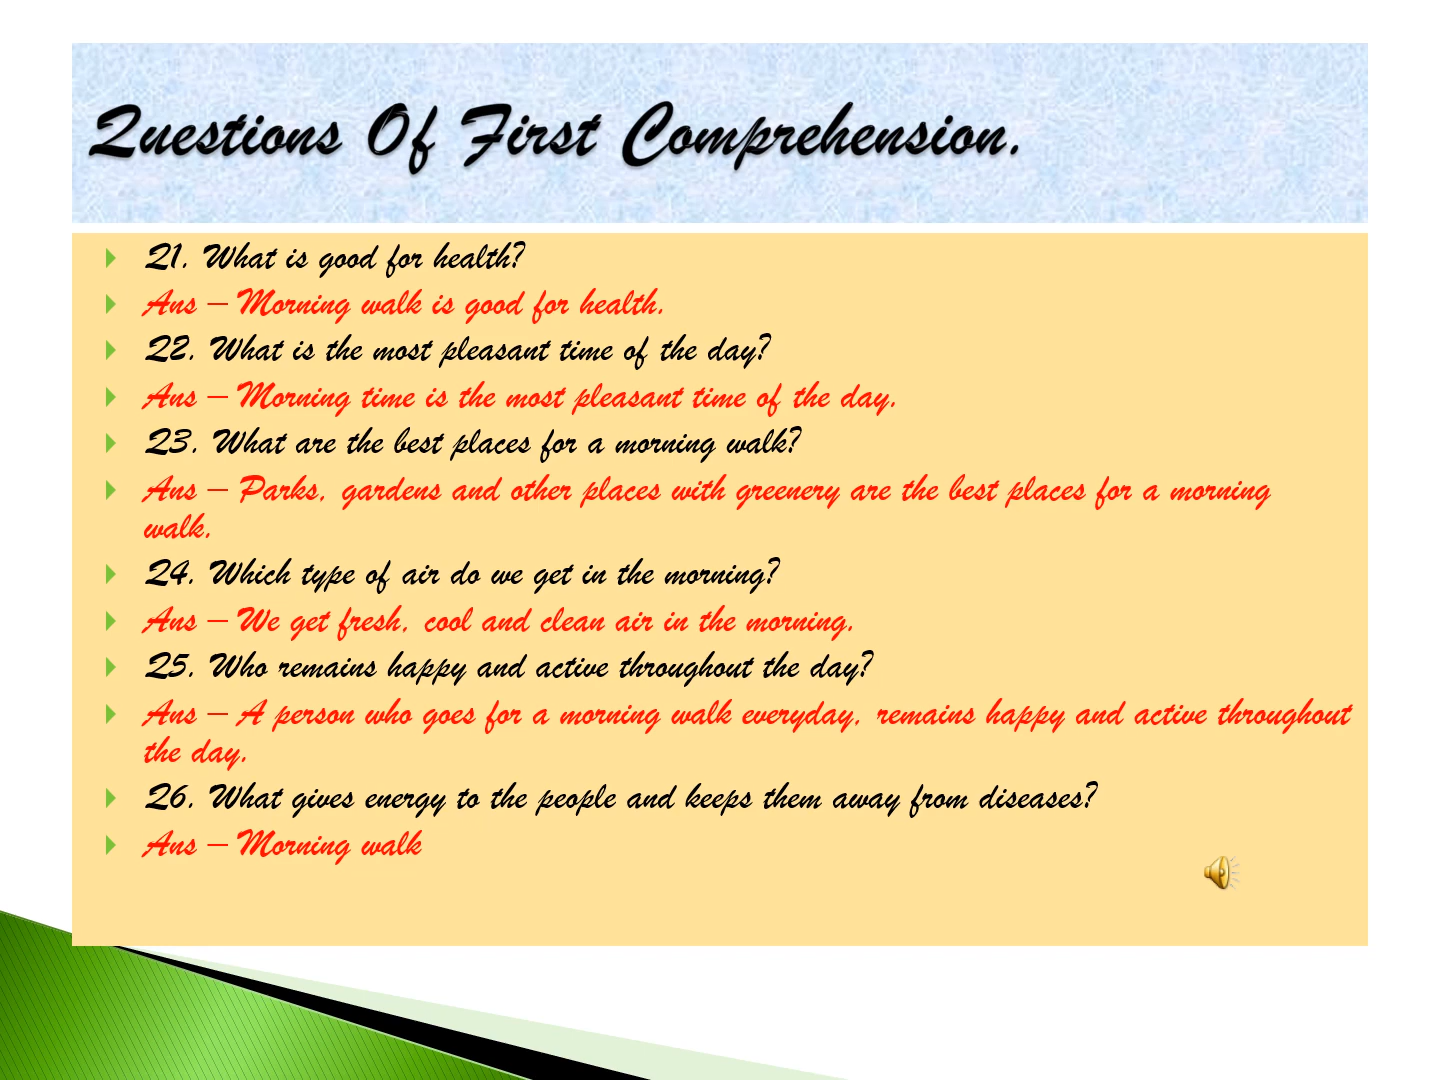 Questions Of First Comprehension.
Q1. What is good for health?
Ans – Morning walk is good for health.
Q2. What is the most pleasant time of the day?
Ans – Morning time is the most pleasant time of the day.
Q3. What are the best places for a morning walk?
Ans – Parks, gardens and other places with greenery are the best places for a morning
walk.
Q4. Which type of air do we get in the morning?
Ans – We get fresh, cool and clean air in the morning.
Q5. Who remains happy and active throughout the day?
Ans – A person who goes for a morning walk everyday, remains happy and active throughout
the day.
Q6. What gives energy to the people and keeps them away from diseases?
Ans – Morning walk